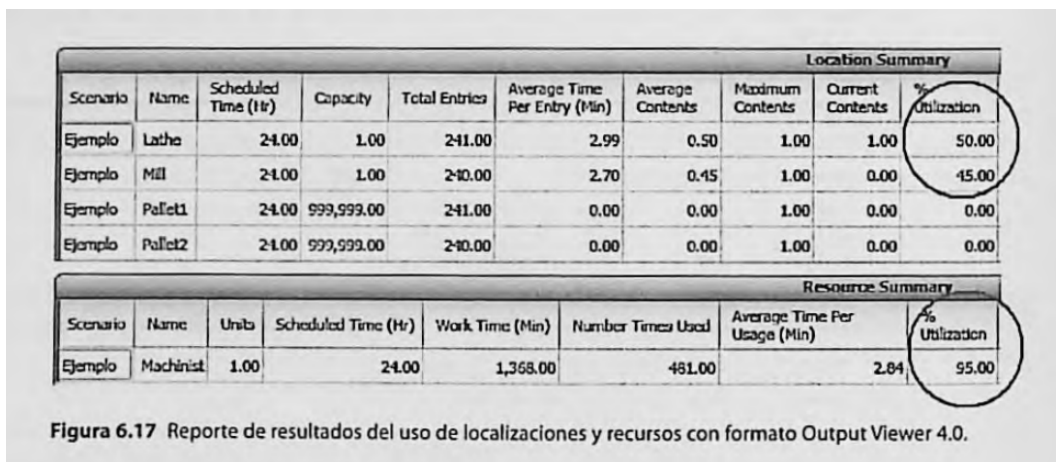 Location Summary
Scenario Name Scheduled Time (Hr) Capacity Total Entries Average Time Per Entry (Min) Average Contents Maximum Contents Current Contents % Utilization
Ejemplo Lathe 24.00 1.00 241.00 2.99 0.50 1.00 1.00 50.00
Ejemplo Mill 24.00 1.00 240.00 2.70 0.45 1.00 0.00 45.00
Ejemplo Pallet1 24.00 999,999.00 241.00 0.00 0.00 1.00 0.00 0.00
Ejemplo Pallet2 24.00 999,999.00 240.00 0.00 0.00 1.00 0.00 0.00
Resource Summary
Scenario Name Units Scheduled Time (Hr) Work Time (Min) Number Times Used Average Time Per Usage (Min) % Utilization
Ejemplo Machinist 1.00 24.00 1,368.00 481.00 2.84 95.00
Figura 6.17 Reporte de resultados del uso de localizaciones y recursos con formato Output Viewer 4.0.